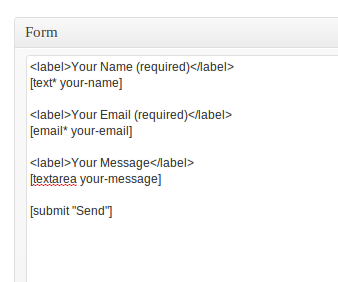 Form
<label>Your Name (required)</label>
[text* your-name]
<label>Your Email (required)</label>
[email* your-email]
<label>Your Message</label>
[textarea your-message]
[submit "Send"]